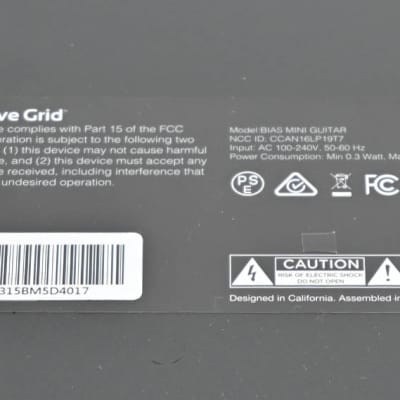 ve Grid™
e complies with Part 15 of the FCC
eration is subject to the following two
(1) this device may not cause harmful
e, and (2) this device must accept any
e received, including interference that
undesired operation.
Model:BIAS MINI GUITAR
NCC ID: CCAN16LP19T7
Input: AC 100-240V, 50-60 Hz
Power Consumption: Min 0.3 Watt, Ma
PSE
FC
315BM5D4017
CAUTION
RISK OF ELECTRIC SHOCK
DO NOT OPEN
Designed in California. Assembled in